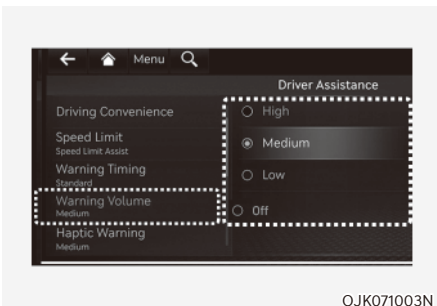 Menu
Driver Assistance
Driving Convenience
Speed Limit
Speed Limit Assist
Warning Timing
Standard
Warning Volume
Medium
Haptic Warning
Medium
High
Medium
Low
Off
OJK071003N